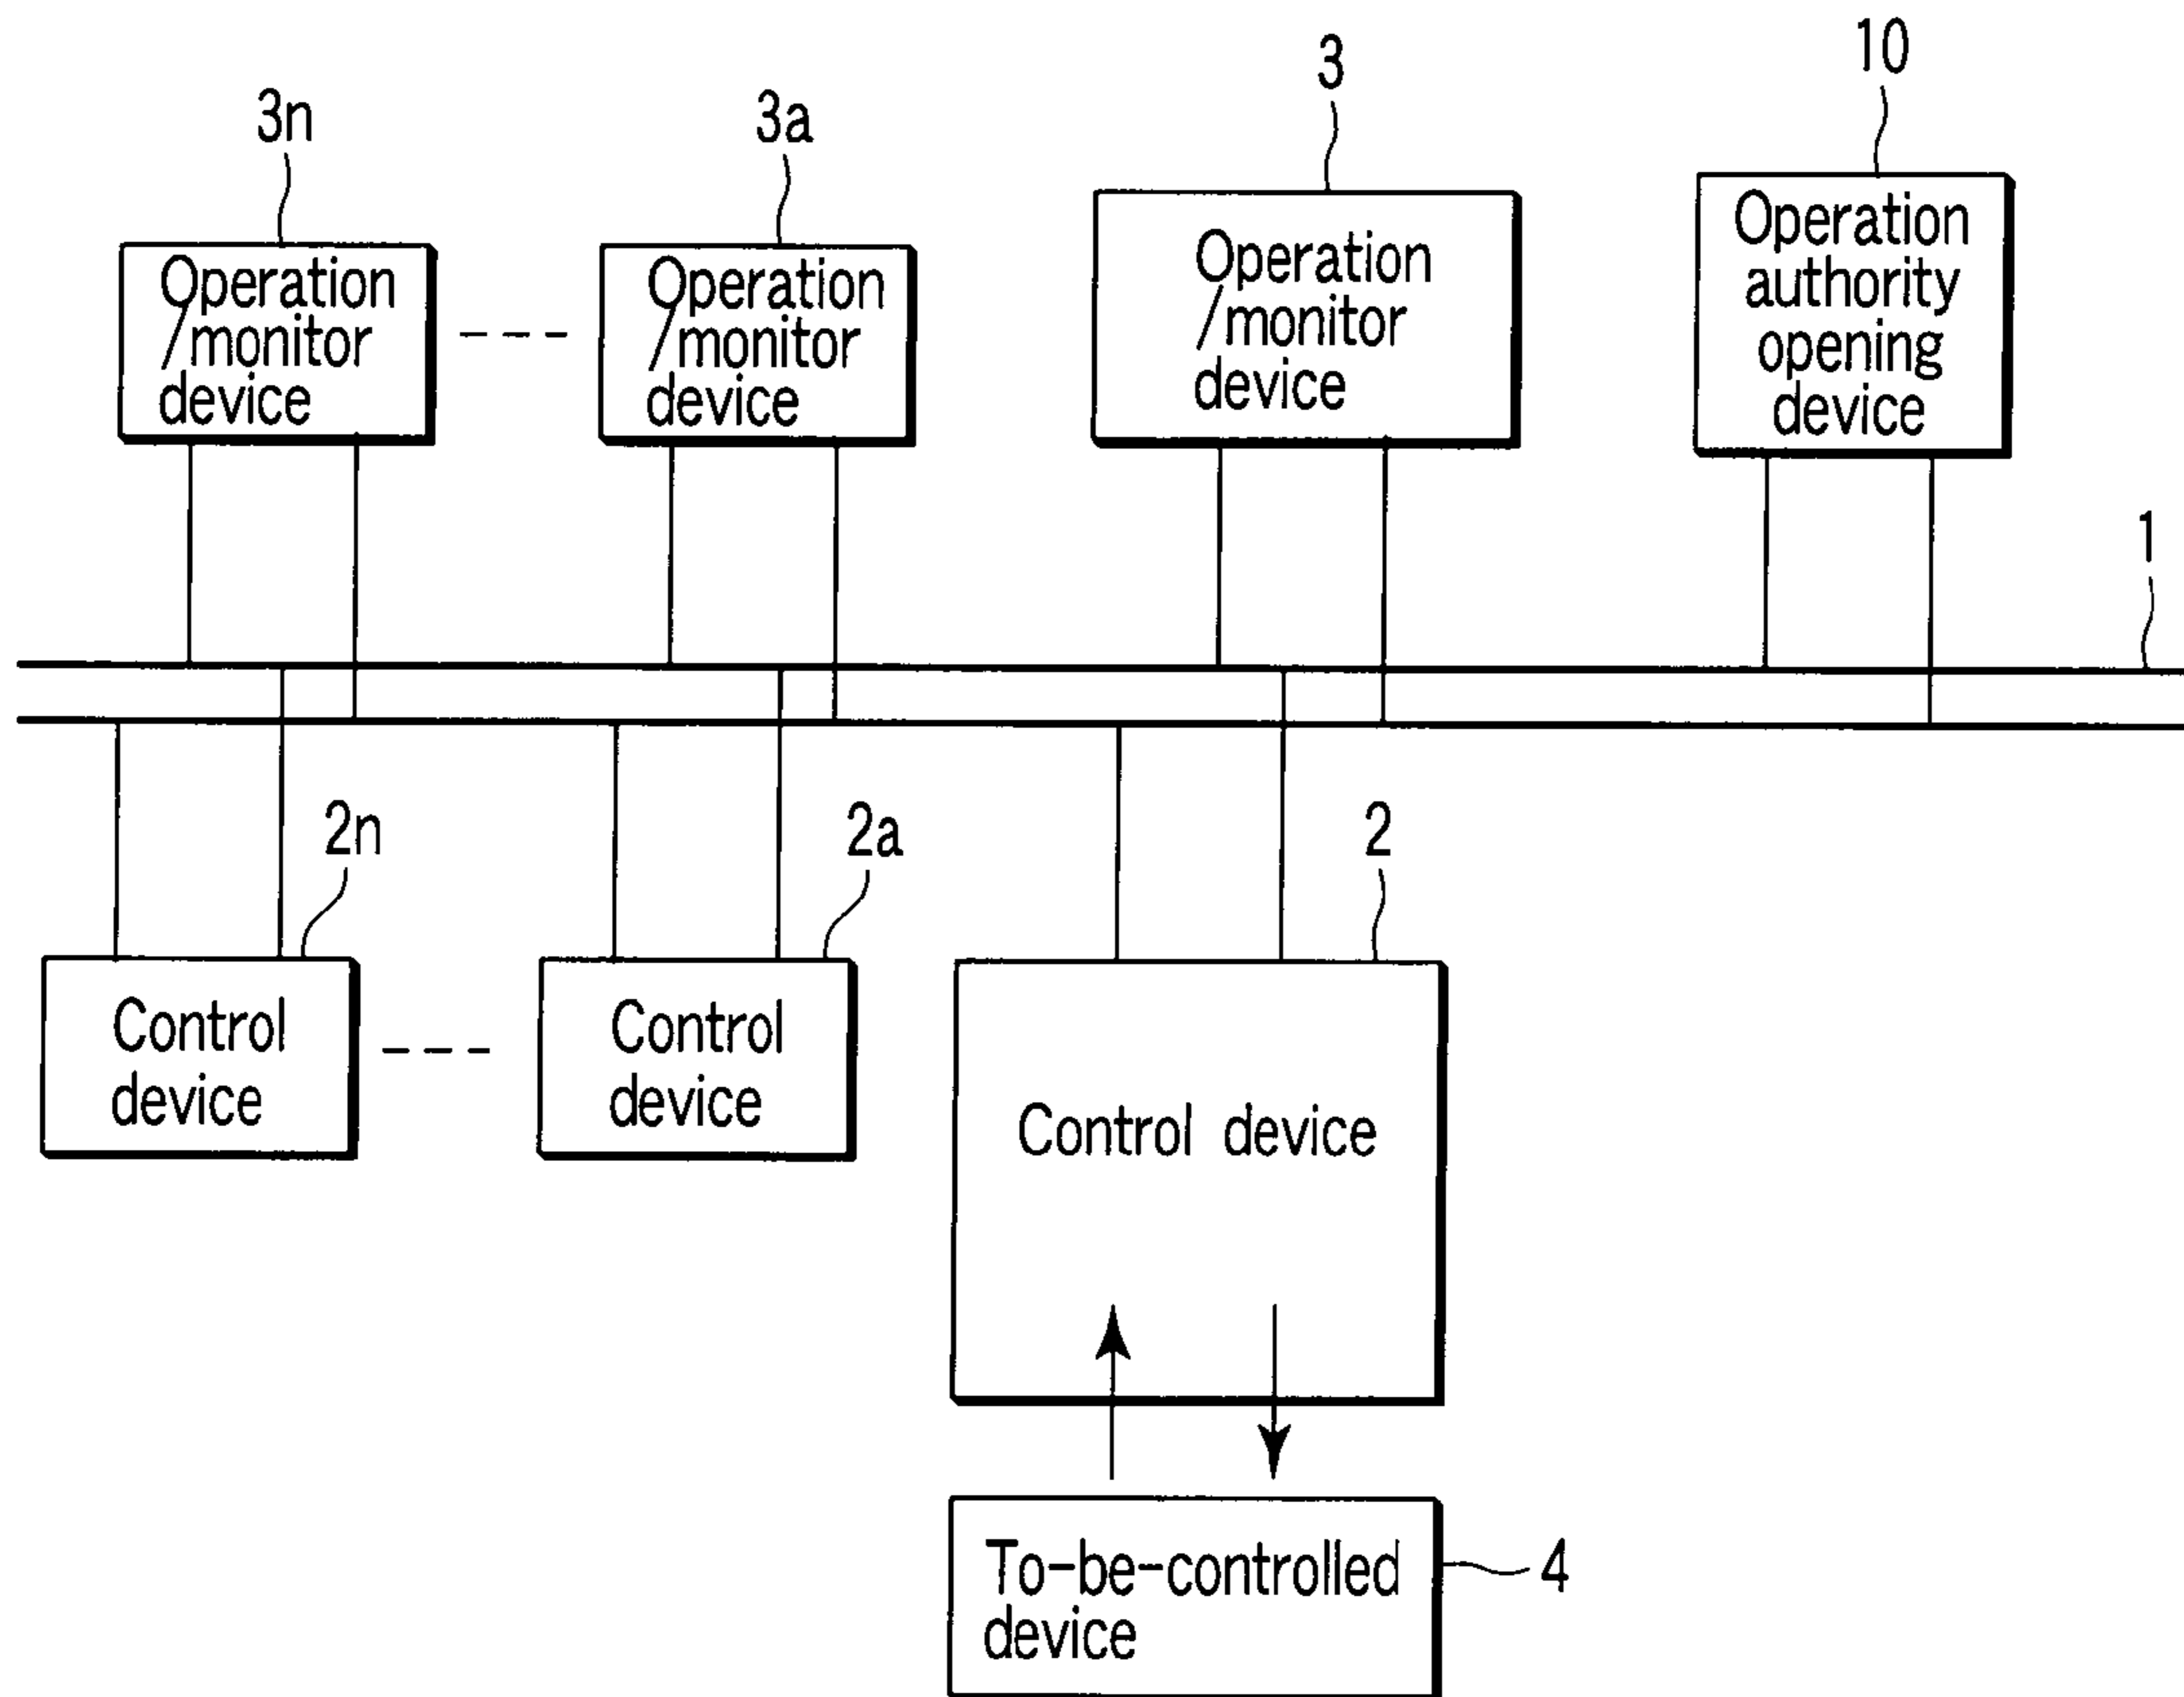 3n
3a
3
10
Operation
/monitor
device
Operation
/monitor
device
Operation
/monitor
device
Operation
authority
opening
device
1
2n
2a
2
Control
device
Control
device
Control device
To-be-controlled
device
4